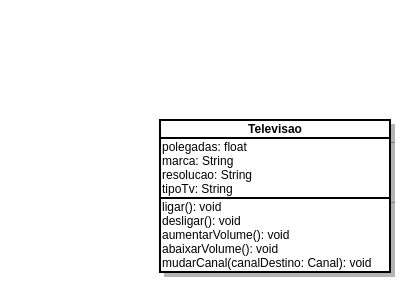 Televisao
polegadas: float
marca: String
resolucao: String
tipoTv: String
ligar(): void
desligar(): void
aumentarVolume(): void
abaixarVolume(): void
mudarCanal(canalDestino: Canal): void